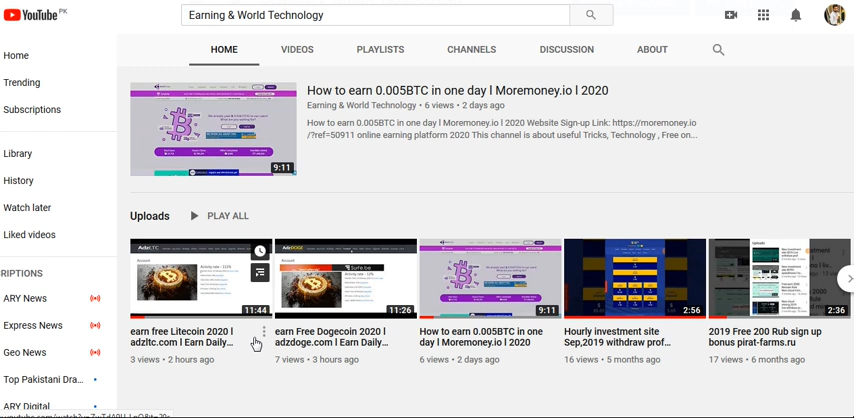 YouTube PK
Earning & World Technology
HOME VIDEOS PLAYLISTS CHANNELS DISCUSSION ABOUT
Home
Trending
Subscriptions
Library
History
Watch later
Liked videos
RIPTIONS
ARY News
Express News
Geo News
Top Pakistani Dra...
ARY Digital
9:11
How to earn 0.005BTC in one day l Moremoney.io l 2020
Earning & World Technology • 6 views • 2 days ago
How to earn 0.005BTC in one day l Moremoney.io l 2020 Website Sign-up Link: https://moremoney.io
/?ref=50911 online earning platform 2020 This channel is about useful Tricks, Technology , Free on...
Uploads PLAY ALL
AdzLTC
11:44
earn free Litecoin 2020 l
adzltc.com l Earn Daily...
3 views • 2 hours ago
AdzDOGE
11:26
earn Free Dogecoin 2020 l
adzdoge.com l Earn Daily...
7 views • 3 hours ago
9:11
How to earn 0.005BTC in one
day l Moremoney.io l 2020
6 views • 2 days ago
2:56
Hourly investment site
Sep,2019 withdraw prof...
16 views • 5 months ago
2:36
2019 Free 200 Rub sign up
bonus pirat-farms.ru
17 views • 6 months ago